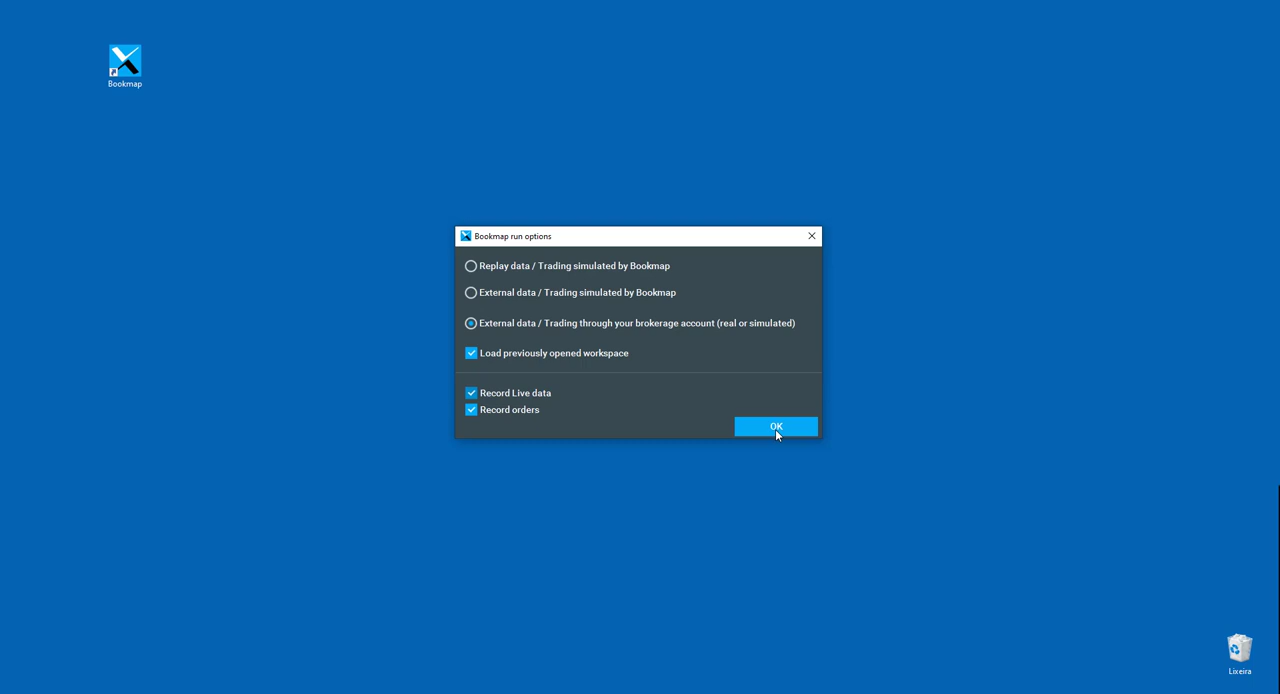 Bookmap
Bookmap run options
Replay data / Trading simulated by Bookmap
External data / Trading simulated by Bookmap
External data / Trading through your brokerage account (real or simulated)
Load previously opened workspace
Record Live data
Record orders
OK
Lixeira